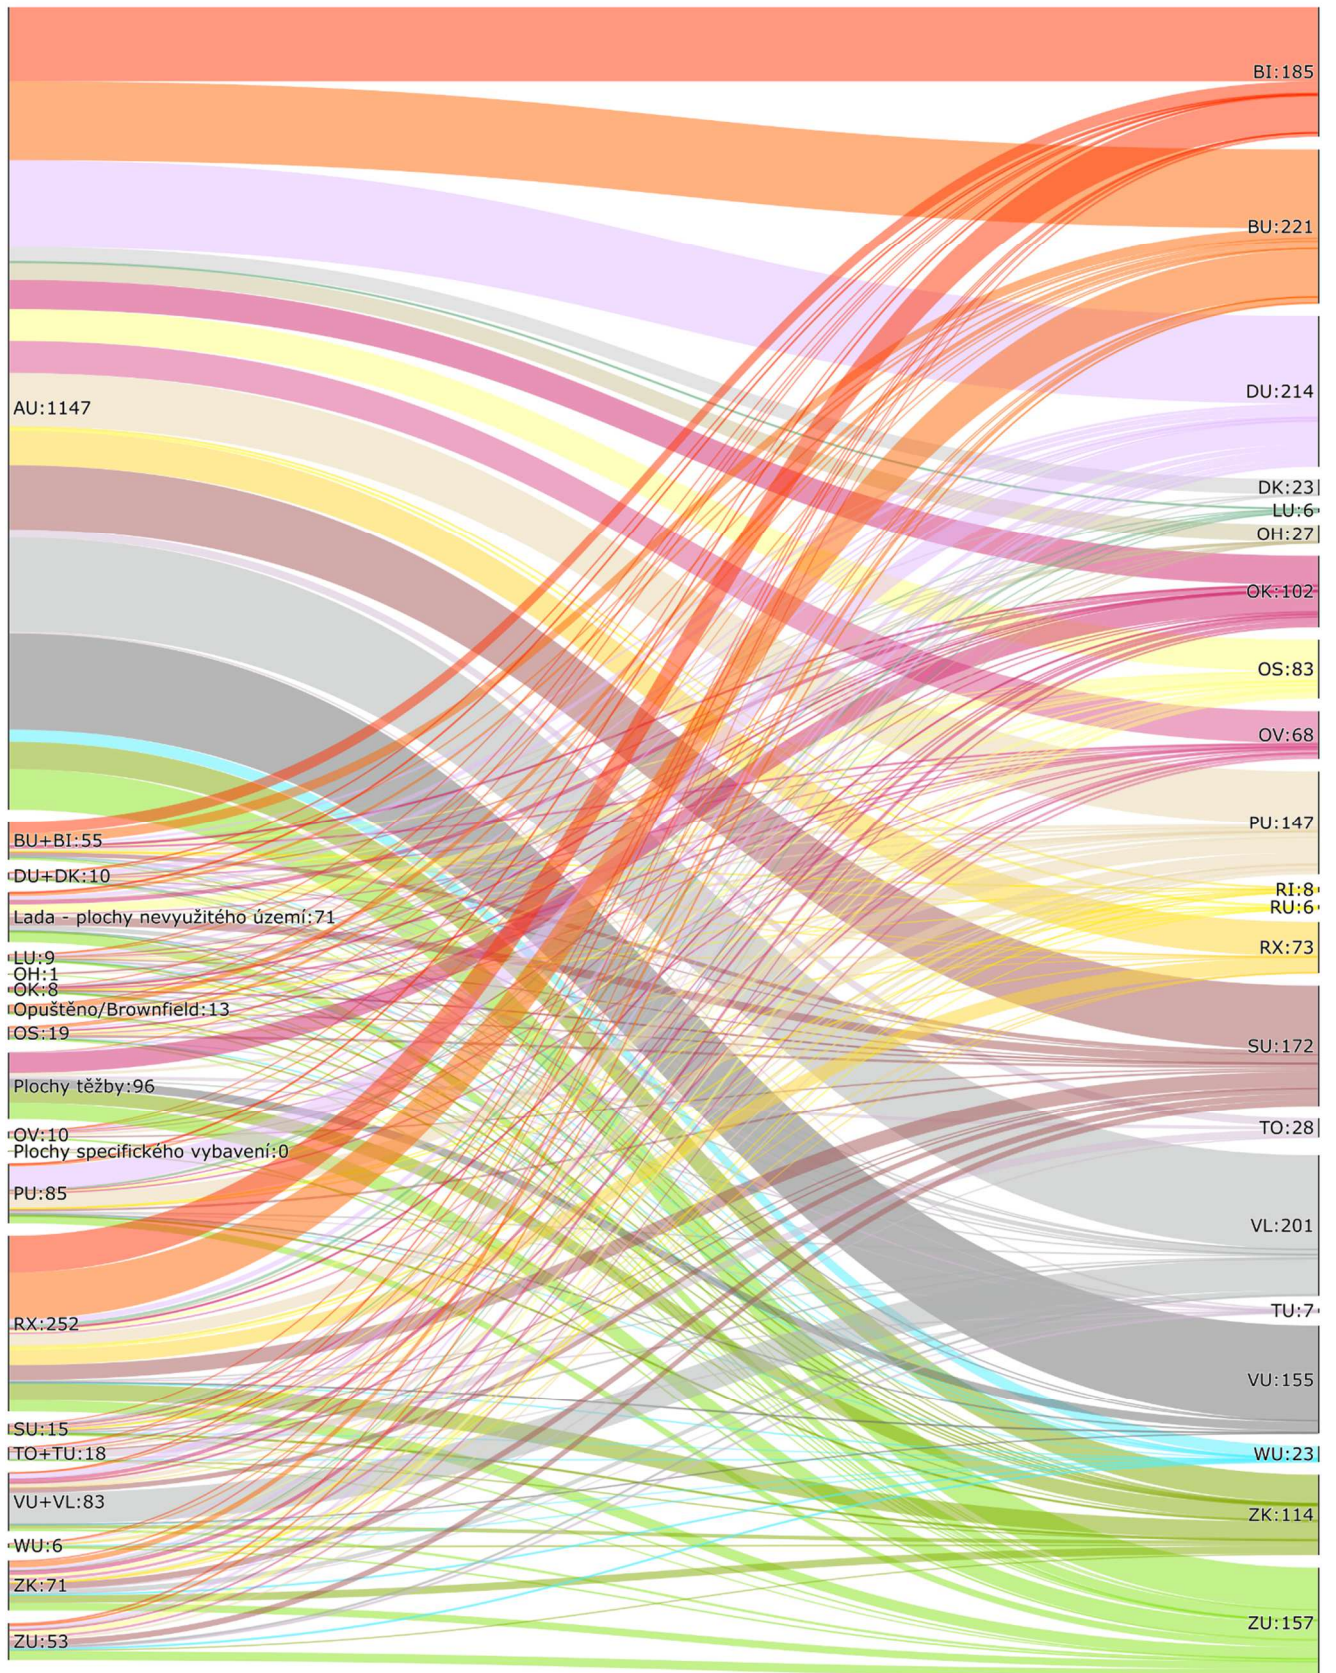 AU:1147
BU+BI:55
DU+DK:10
Lada - plochy nevyužitého území:71
LU:9
OH:1
OK:8
Opuštěno/Brownfield:13
OS:19
Plochy těžby:96
OV:10
Plochy specifického vybavení:0
PU:85
RX:252
SU:15
TO+TU:18
VU+VL:83
WU:6
ZK:71
ZU:53
BI:185
BU:221
DU:214
DK:23
LU:6
OH:27
OK:102
OS:83
OV:68
PU:147
RI:8
RU:6
RX:73
SU:172
TO:28
VL:201
TU:7
VU:155
WU:23
ZK:114
ZU:157